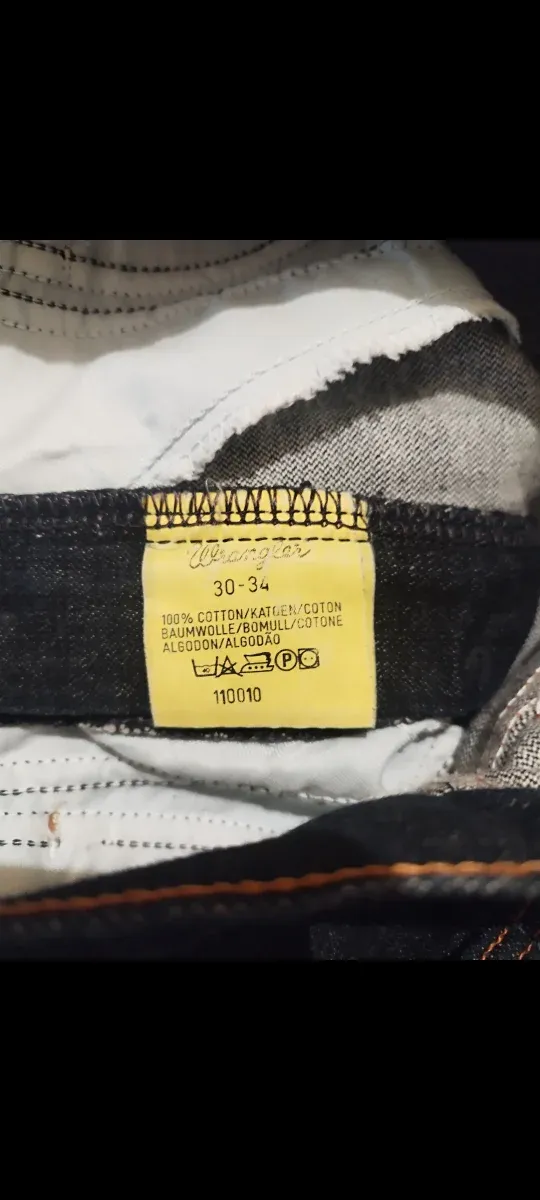 Wrangler
30-34
100% COTTON/KATOEN/COTON
BAUMWOLLE/BOMULL/COTONE
ALGODON/ALGODÃO
P
110010